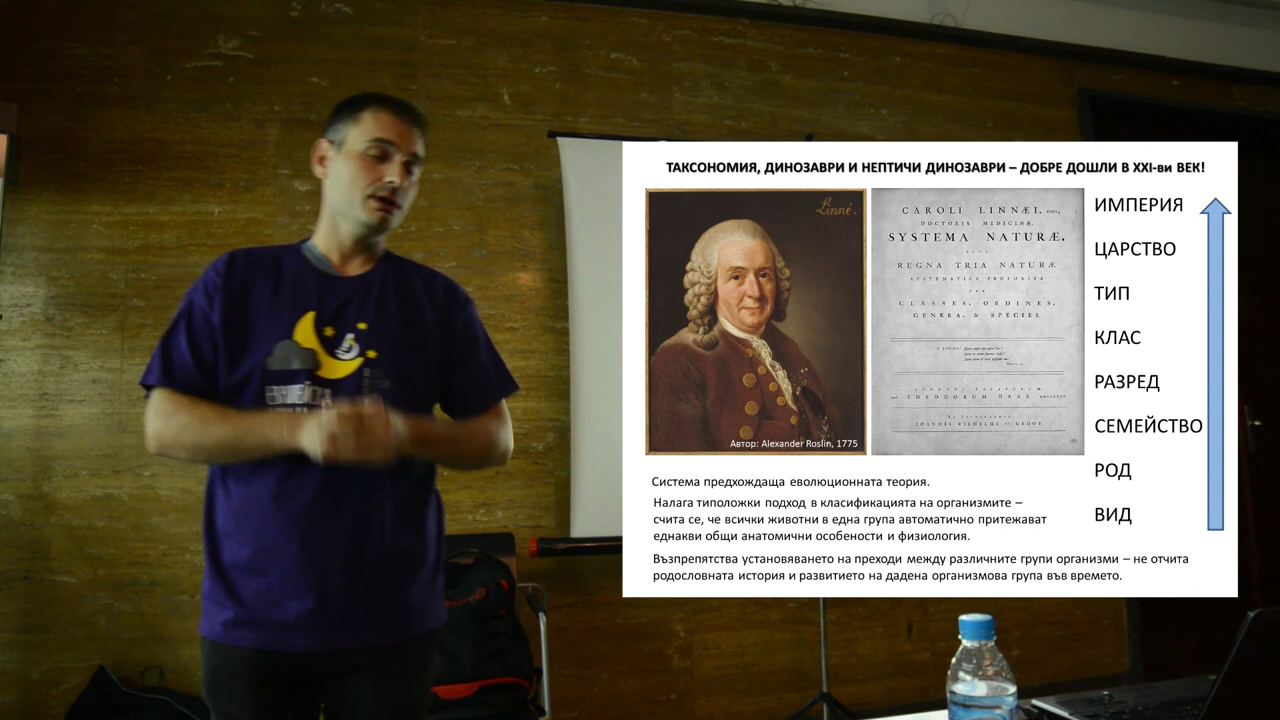 ТАКСОНОМИЯ, ДИНОЗАВРИ И НЕПТИЧИ ДИНОЗАВРИ – ДОБРЕ ДОШЛИ В XXI-ви ВЕК!
Linné.
Автор: Alexander Roslin, 1775
CAROLI LINNÆI,
DOCTORIS MEDICINÆ,
SYSTEMA NATURÆ,
REGNA TRIA NATURÆ
SYSTEMATICE PROPOSITA
PER
CLASSES, ORDINES,
GENERA, & SPECIES.
THEODORUM HAAK,
JOANNIS WILHELMI DE GROOT.
ИМПЕРИЯ
ЦАРСТВО
ТИП
КЛАС
РАЗРЕД
СЕМЕЙСТВО
РОД
ВИД
Система предхождаща еволюционната теория.
Налага тиположки подход в класификацията на организмите –
счита се, че всички животни в една група автоматично притежават
еднакви общи анатомични особености и физиология.
Възпрепятства установяването на преходи между различните групи организми – не отчита
родословната история и развитието на дадена организмова група във времето.